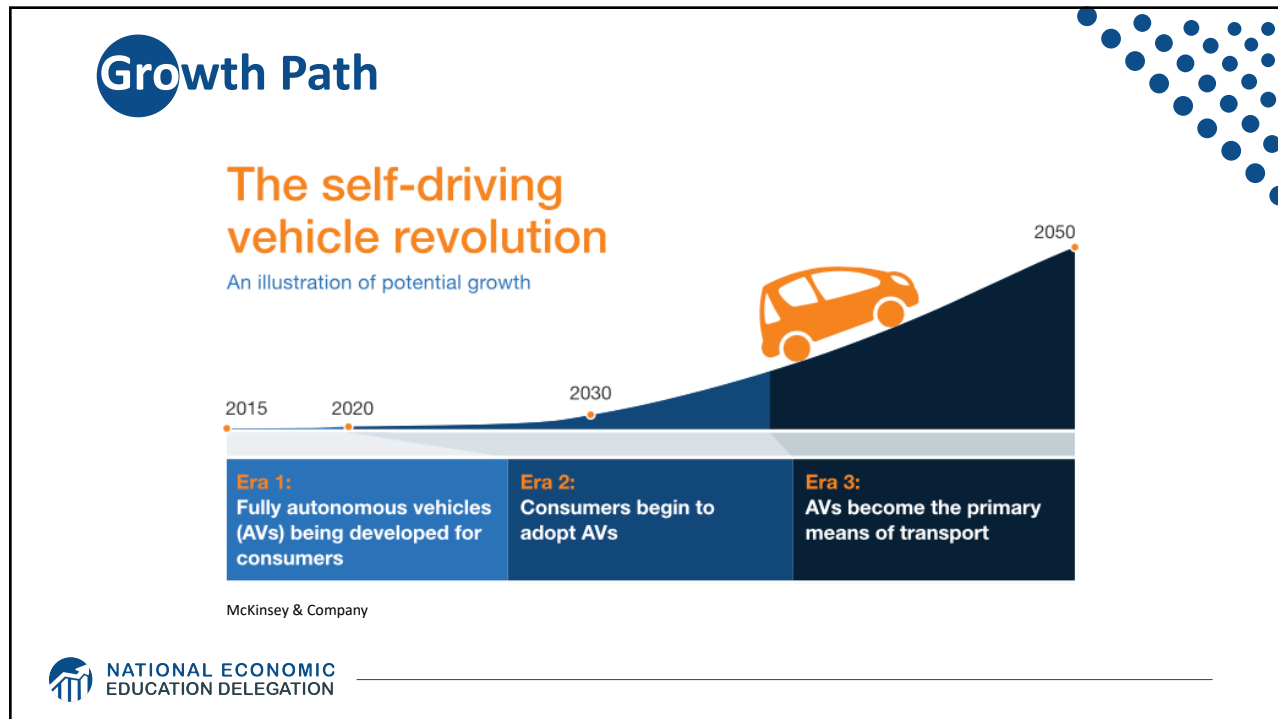 Growth Path
The self-driving
vehicle revolution
An illustration of potential growth
2015
2020
2030
2050
Era 1:
Fully autonomous vehicles
(AVs) being developed for
consumers
Era 2:
Consumers begin to
adopt AVs
Era 3:
AVs become the primary
means of transport
McKinsey & Company
NATIONAL ECONOMIC
EDUCATION DELEGATION